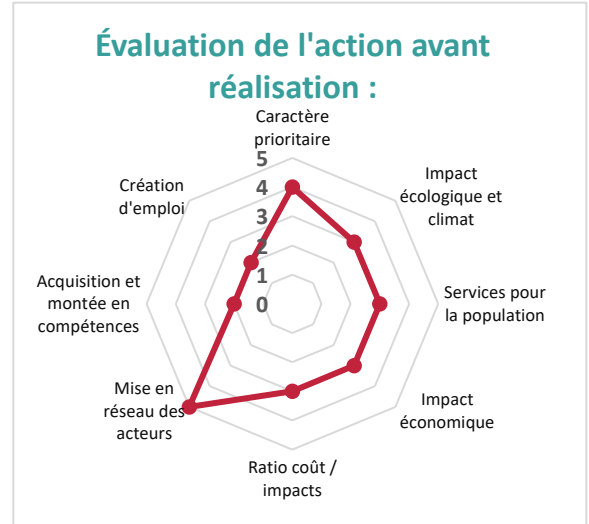 Évaluation de l'action avant
réalisation :
Caractère
prioritaire
Impact
écologique et
climat
Services pour
la population
Impact
économique
Ratio coût /
impacts
Mise en
réseau des
acteurs
Acquisition et
montée en
compétences
Création
d'emploi
5
4
3
2
1
0